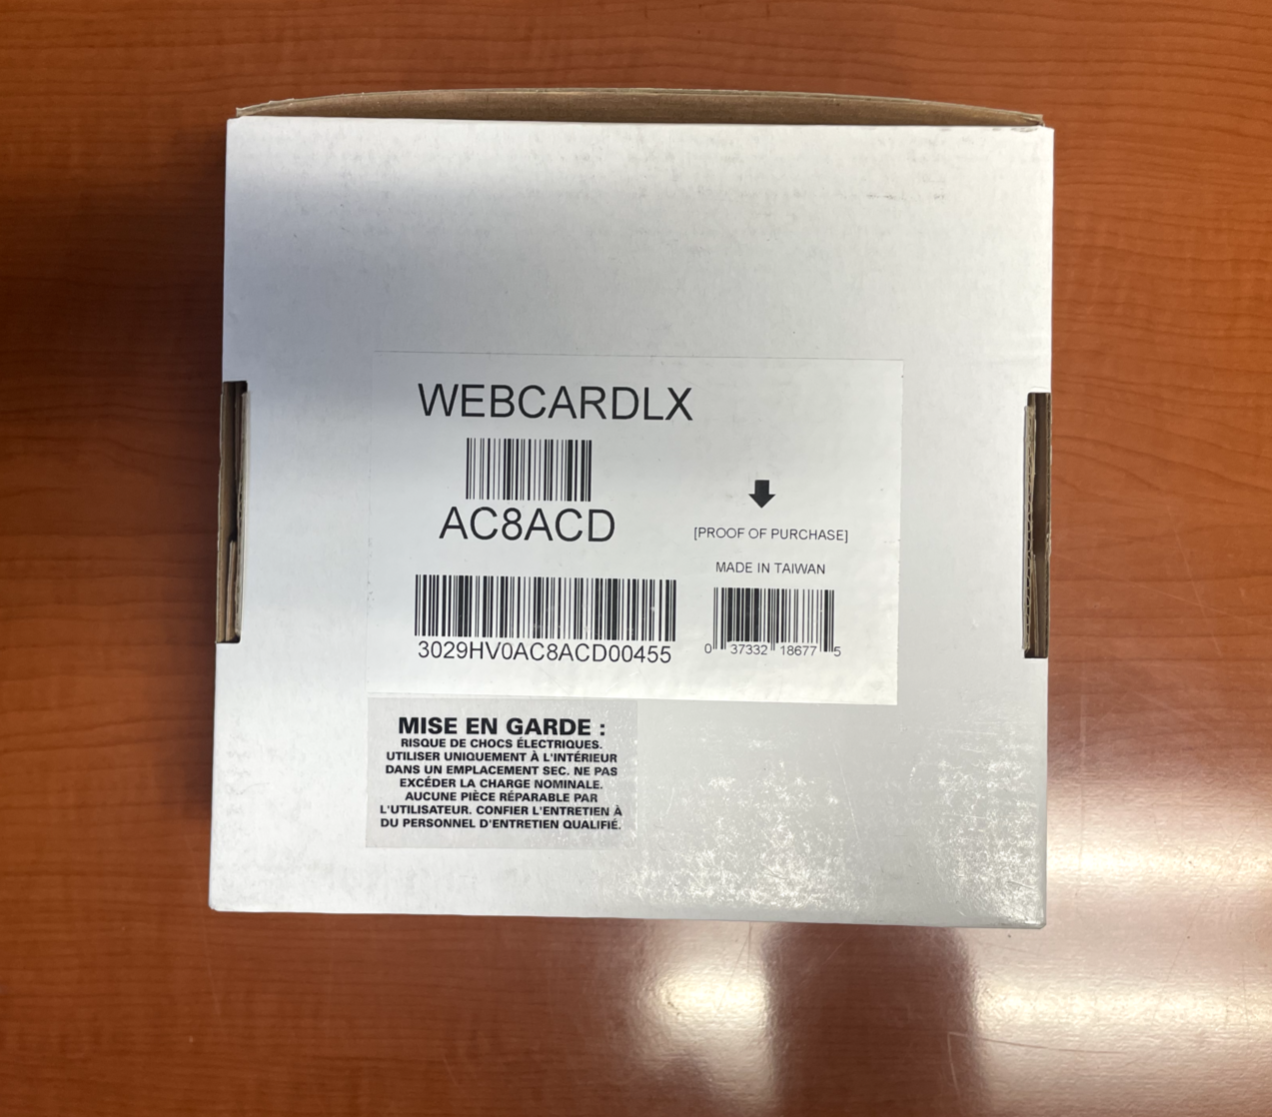 WEBCARDLX
AC8ACD
[PROOF OF PURCHASE]
MADE IN TAIWAN
3029HV0AC8ACD00455
0 37332 18677 5
MISE EN GARDE :
RISQUE DE CHOCS ÉLECTRIQUES.
UTILISER UNIQUEMENT À L'INTÉRIEUR
DANS UN EMPLACEMENT SEC. NE PAS
EXCÉDER LA CHARGE NOMINALE.
AUCUNE PIÈCE RÉPARABLE PAR
L'UTILISATEUR. CONFIER L'ENTRETIEN À
DU PERSONNEL D'ENTRETIEN QUALIFIÉ.